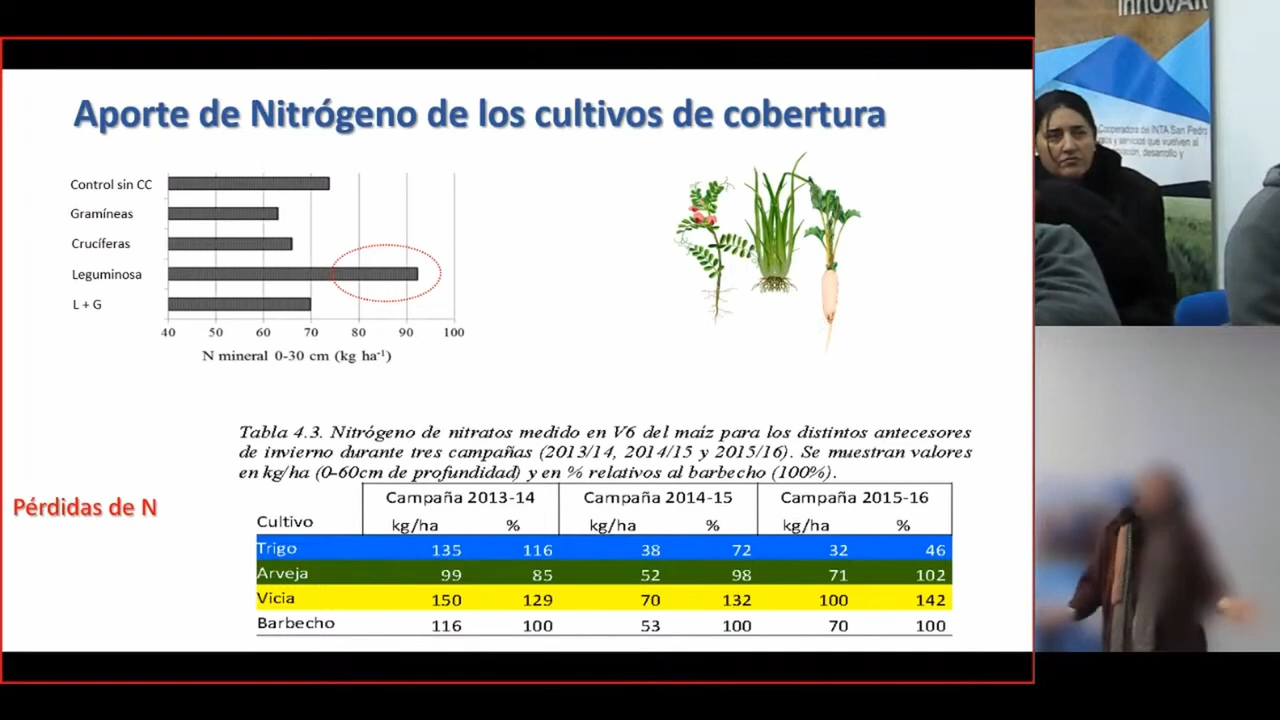 Aporte de Nitrógeno de los cultivos de cobertura
Control sin CC
Gramíneas
Crucíferas
Leguminosa
L + G
40 50 60 70 80 90 100
N mineral 0-30 cm (kg ha⁻¹)
Tabla 4.3. Nitrógeno de nitratos medido en V6 del maíz para los distintos antecesores
de invierno durante tres campañas (2013/14, 2014/15 y 2015/16). Se muestran valores
en kg/ha (0-60cm de profundidad) y en % relativos al barbecho (100%).
Pérdidas de N
Campaña 2013-14 Campaña 2014-15 Campaña 2015-16
Cultivo kg/ha % kg/ha % kg/ha %
Trigo 135 116 38 72 32 46
Arveja 99 85 52 98 71 102
Vicia 150 129 70 132 100 142
Barbecho 116 100 53 100 70 100
InnovAR
Cooperadora del INTA San Pedro
y servicios que vuelven al
desarrollo y